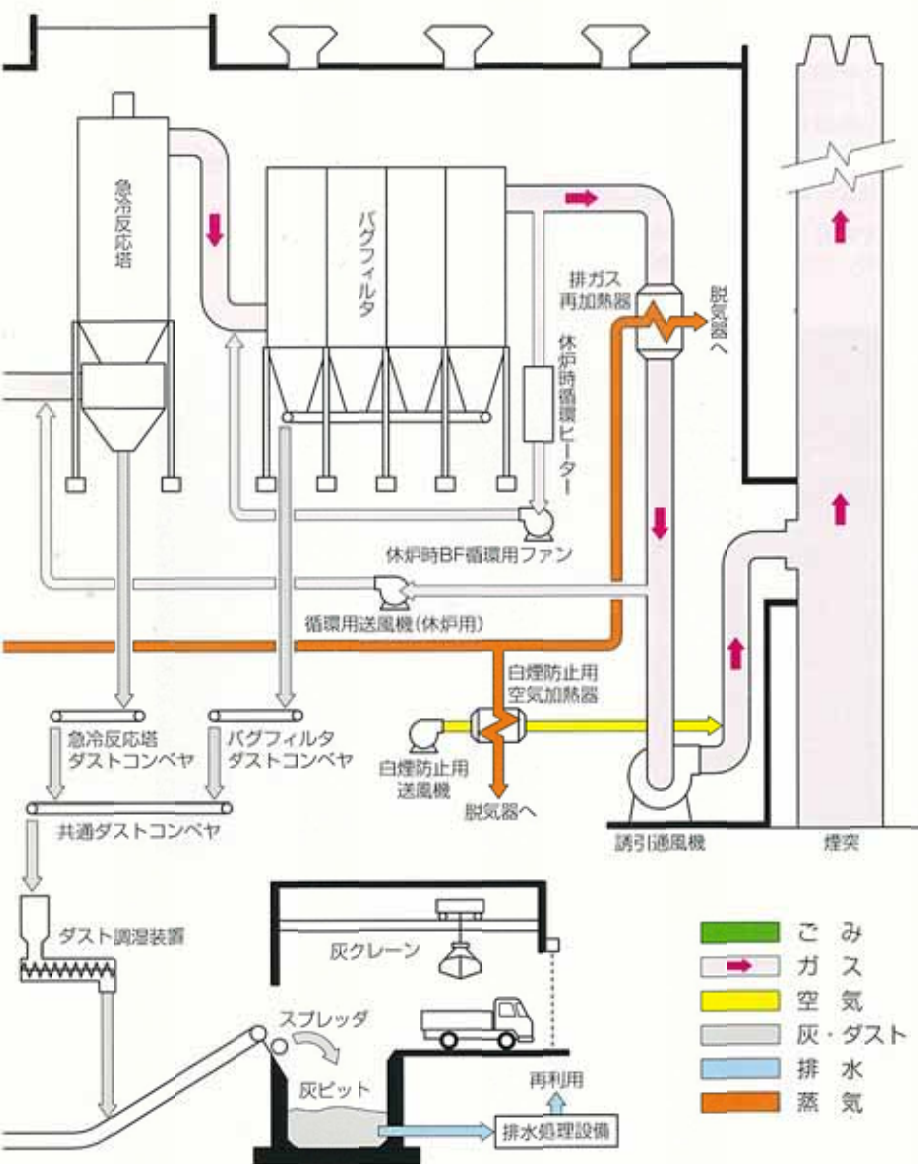 急冷反応塔
バグフィルタ
排ガス
再加熱器
脱気器へ
休炉時循環ヒーター
休炉時BF循環用ファン
循環用送風機(休炉用)
白煙防止用
空気加熱器
急冷反応塔
ダストコンベヤ
バグフィルタ
ダストコンベヤ
白煙防止用
送風機
脱気器へ
共通ダストコンベヤ
誘引通風機
煙突
ダスト調湿装置
灰クレーン
スプレッダ
灰ピット
再利用
排水処理設備
ごみ
ガス
空気
灰・ダスト
排水
蒸気